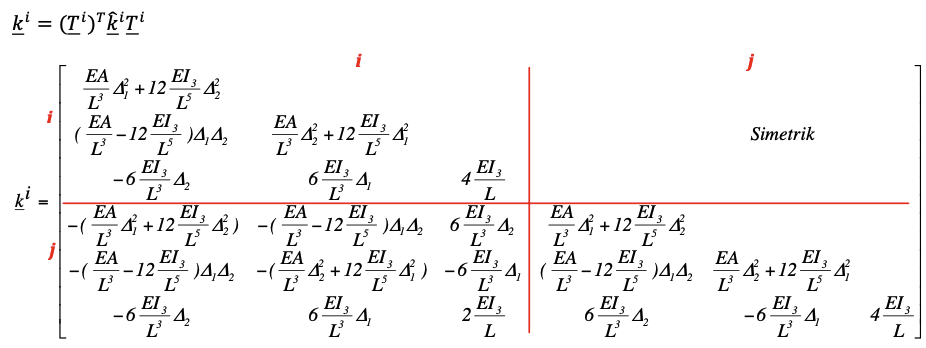 k̲ⁱ = (T̲ⁱ)ᵀ k̲̂ⁱ T̲ⁱ
i j
EA/L³ Δ₁² + 12 EI₃/L⁵ Δ₂²
i (EA/L³ − 12 EI₃/L⁵)Δ₁Δ₂ EA/L³ Δ₂² + 12 EI₃/L⁵ Δ₁² Simetrik
−6 EI₃/L³ Δ₂ 6 EI₃/L³ Δ₁ 4 EI₃/L
k̲ⁱ =
−(EA/L³ Δ₁² + 12 EI₃/L⁵ Δ₂²) −(EA/L³ − 12 EI₃/L⁵)Δ₁Δ₂ 6 EI₃/L³ Δ₂ EA/L³ Δ₁² + 12 EI₃/L⁵ Δ₂²
j −(EA/L³ − 12 EI₃/L⁵)Δ₁Δ₂ −(EA/L³ Δ₂² + 12 EI₃/L⁵ Δ₁²) −6 EI₃/L³ Δ₁ (EA/L³ − 12 EI₃/L⁵)Δ₁Δ₂ EA/L³ Δ₂² + 12 EI₃/L⁵ Δ₁²
−6 EI₃/L³ Δ₂ 6 EI₃/L³ Δ₁ 2 EI₃/L 6 EI₃/L³ Δ₂ −6 EI₃/L³ Δ₁ 4 EI₃/L